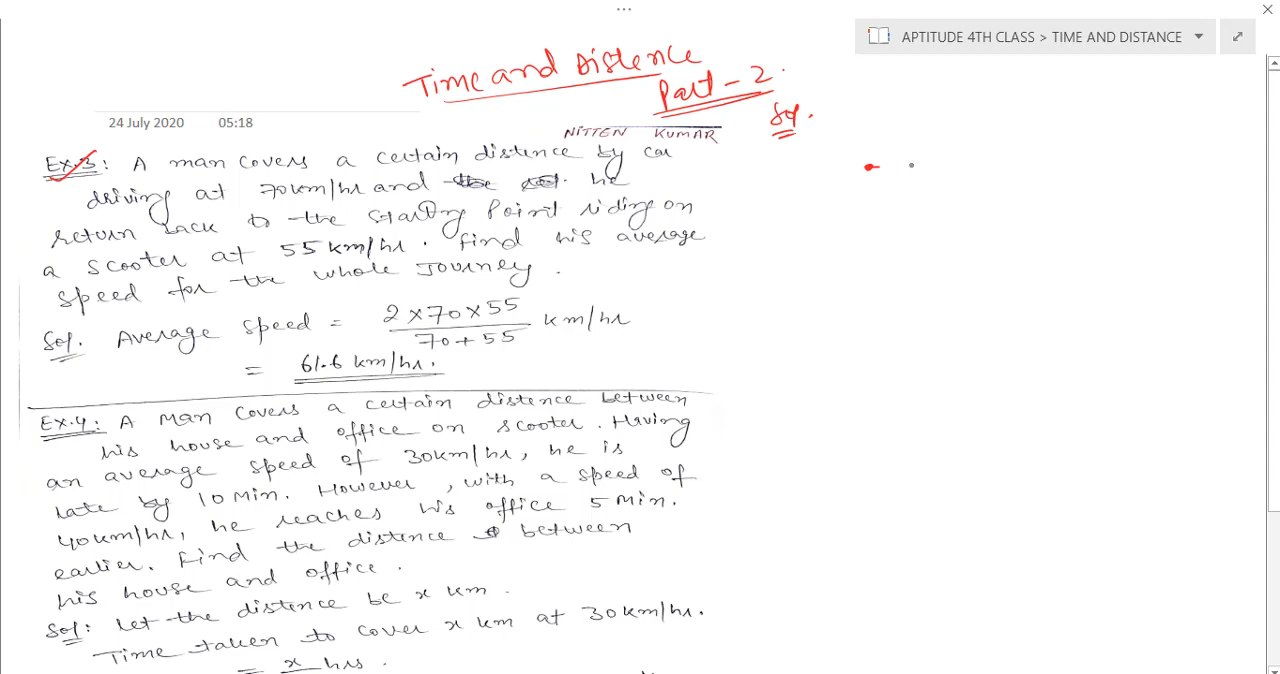 APTITUDE 4TH CLASS > TIME AND DISTANCE
Time and Distence
Part - 2
Sol.
24 July 2020 05:18
NITTEN KUMAR
Ex.3: A man covers a certain distence by car
driving at 70km/hr and he
return back to the starting point riding on
a scooter at 55 km/hr. find his average
speed for the whole journey.
Sol. Average speed = 2 x 70 x 55 / 70 + 55 km/hr
= 61.6 km/hr.
Ex.4: A man covers a certain distence between
his house and office on scooter. Having
an average speed of 30km/hr, he is
late by 10 Min. However, with a speed of
40km/hr, he reaches his office 5 Min.
earlier. Find the distence between
his house and office.
Sol: Let the distence be x km.
Time taken to cover x km at 30km/hr.
= x hrs.